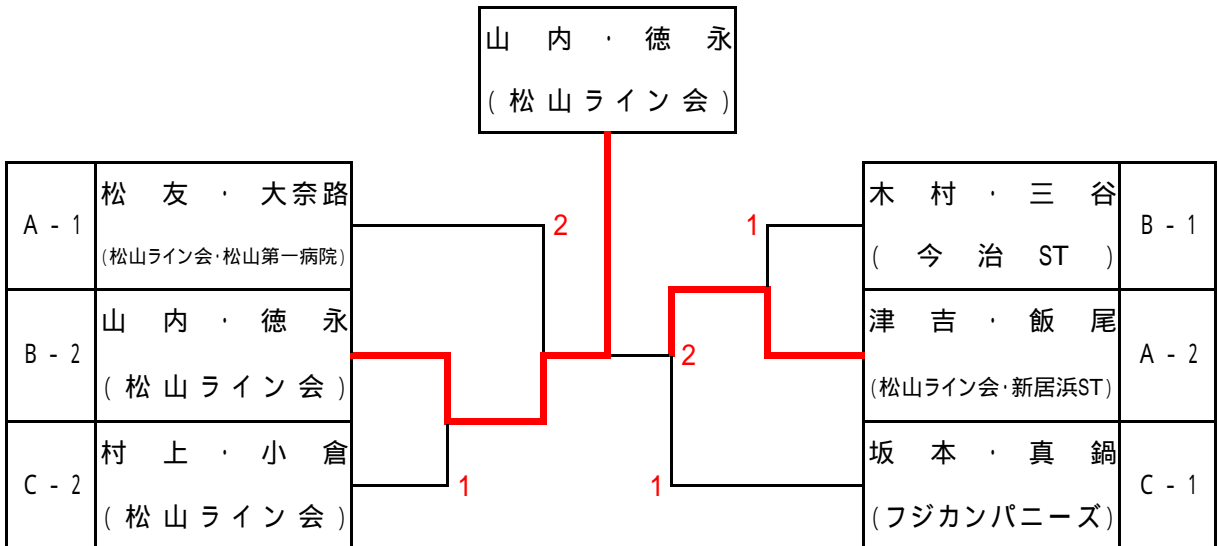 山内・徳永
(松山ライン会)
A-1
松友・大奈路
(松山ライン会・松山第一病院)
B-2
山内・徳永
(松山ライン会)
C-2
村上・小倉
(松山ライン会)
2
1
1
2
1
木村・三谷
(今治ST)
B-1
津吉・飯尾
(松山ライン会・新居浜ST)
A-2
坂本・真鍋
(フジカンパニーズ)
C-1